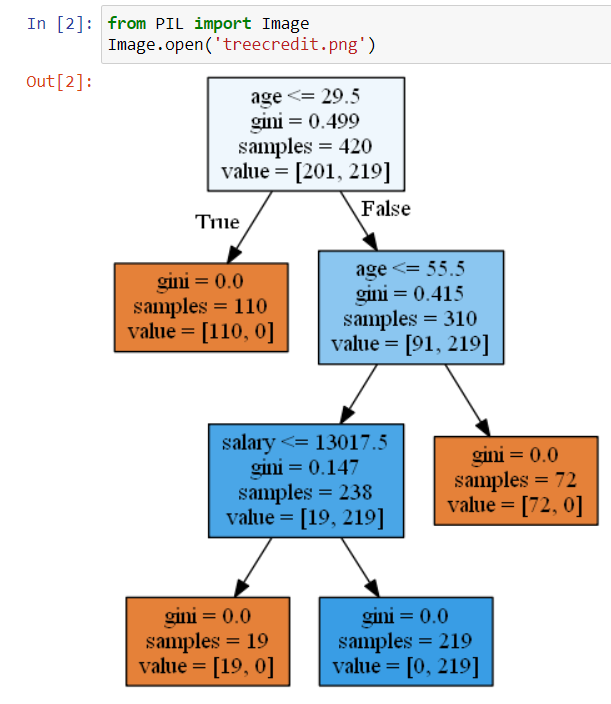 In [2]: from PIL import Image
Image.open('treecredit.png')
Out[2]:
age <= 29.5
gini = 0.499
samples = 420
value = [201, 219]
True
False
gini = 0.0
samples = 110
value = [110, 0]
age <= 55.5
gini = 0.415
samples = 310
value = [91, 219]
salary <= 13017.5
gini = 0.147
samples = 238
value = [19, 219]
gini = 0.0
samples = 72
value = [72, 0]
gini = 0.0
samples = 19
value = [19, 0]
gini = 0.0
samples = 219
value = [0, 219]